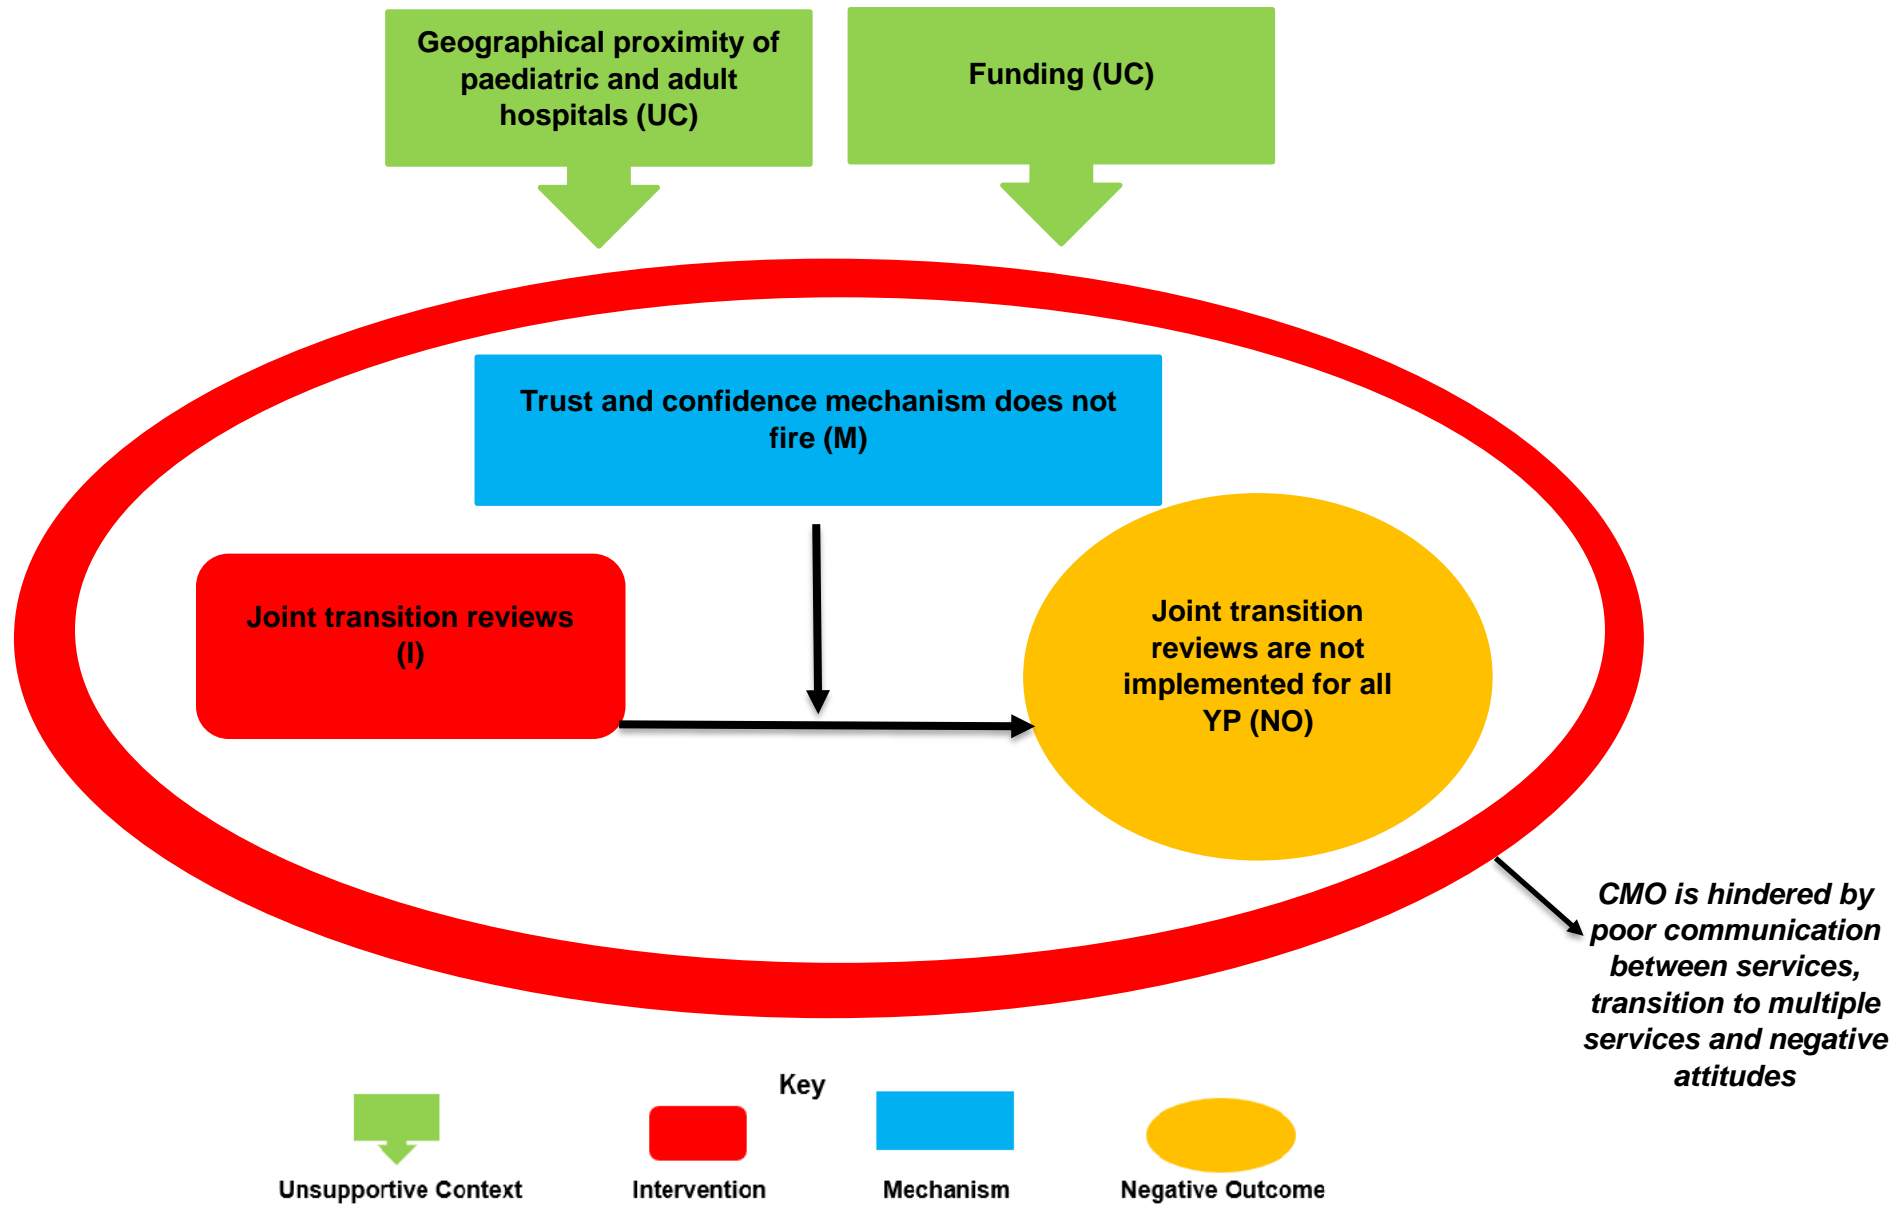 Geographical proximity of
paediatric and adult
hospitals (UC)
Funding (UC)
Trust and confidence mechanism does not
fire (M)
Joint transition reviews
(I)
Joint transition
reviews are not
implemented for all
YP (NO)
CMO is hindered by
poor communication
between services,
transition to multiple
services and negative
attitudes
Key
Unsupportive Context
Intervention
Mechanism
Negative Outcome